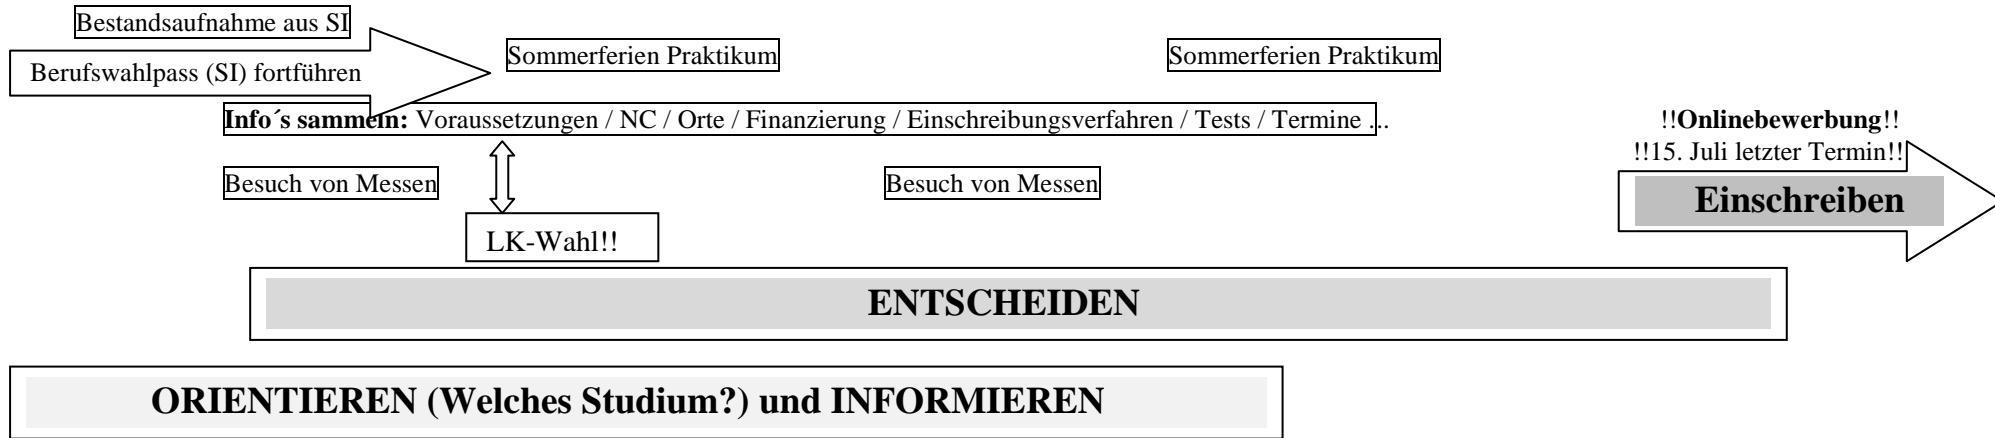 Bestandsaufnahme aus SI
Berufswahlpass (SI) fortführen
Sommerferien Praktikum
Sommerferien Praktikum
Info´s sammeln: Voraussetzungen / NC / Orte / Finanzierung / Einschreibungsverfahren / Tests / Termine ...
!!Onlinebewerbung!!
!!15. Juli letzter Termin!!
Besuch von Messen
Besuch von Messen
Einschreiben
LK-Wahl!!
ENTSCHEIDEN
ORIENTIEREN (Welches Studium?) und INFORMIEREN